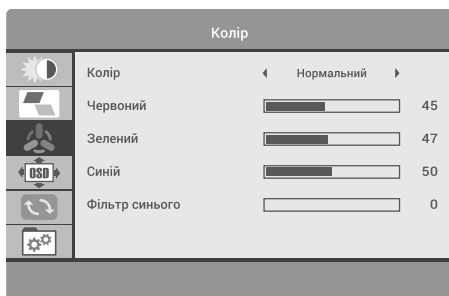 Колір
Колір Нормальний
Червоний 45
Зелений 47
OSD
Синій 50
Фільтр синього 0